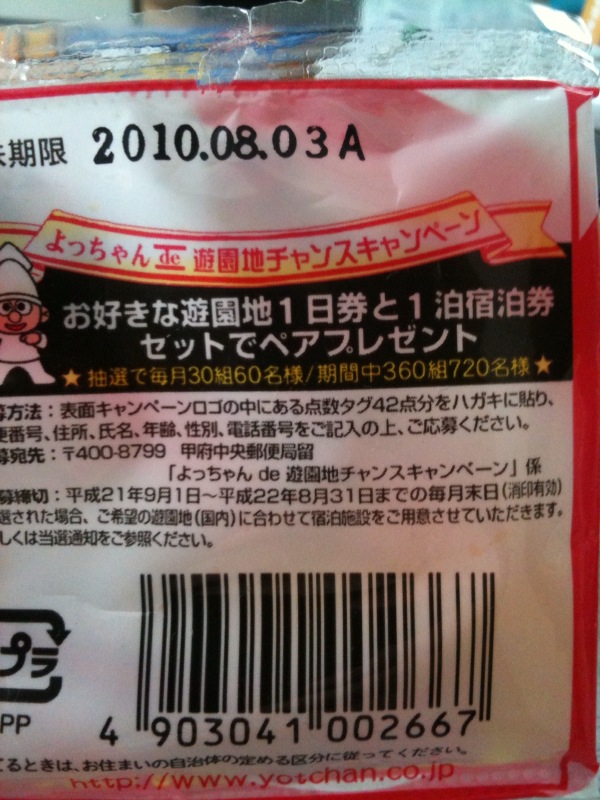 期限 2010.08.03A
よっちゃん de 遊園地チャンスキャンペーン
お好きな遊園地1日券と1泊宿泊券
セットでペアプレゼント
★抽選で毎月30組60名様/期間中360組720名様★
募方法：表面キャンペーンロゴの中にある点数タグ42点分をハガキに貼り、
便番号、住所、氏名、年齢、性別、電話番号をご記入の上、ご応募ください。
募宛先：〒400-8799 甲府中央郵便局留
「よっちゃん de 遊園地チャンスキャンペーン」係
募締切：平成21年9月1日〜平成22年8月31日までの毎月末日(消印有効)
選された場合、ご希望の遊園地(国内)に合わせて宿泊施設をご用意させていただきます。
しくは当選通知をご参照ください。
プラ
PP
4 903041 002667
てるときは、お住まいの自治体の定める区分に従ってください。
http://www.yotchan.co.jp